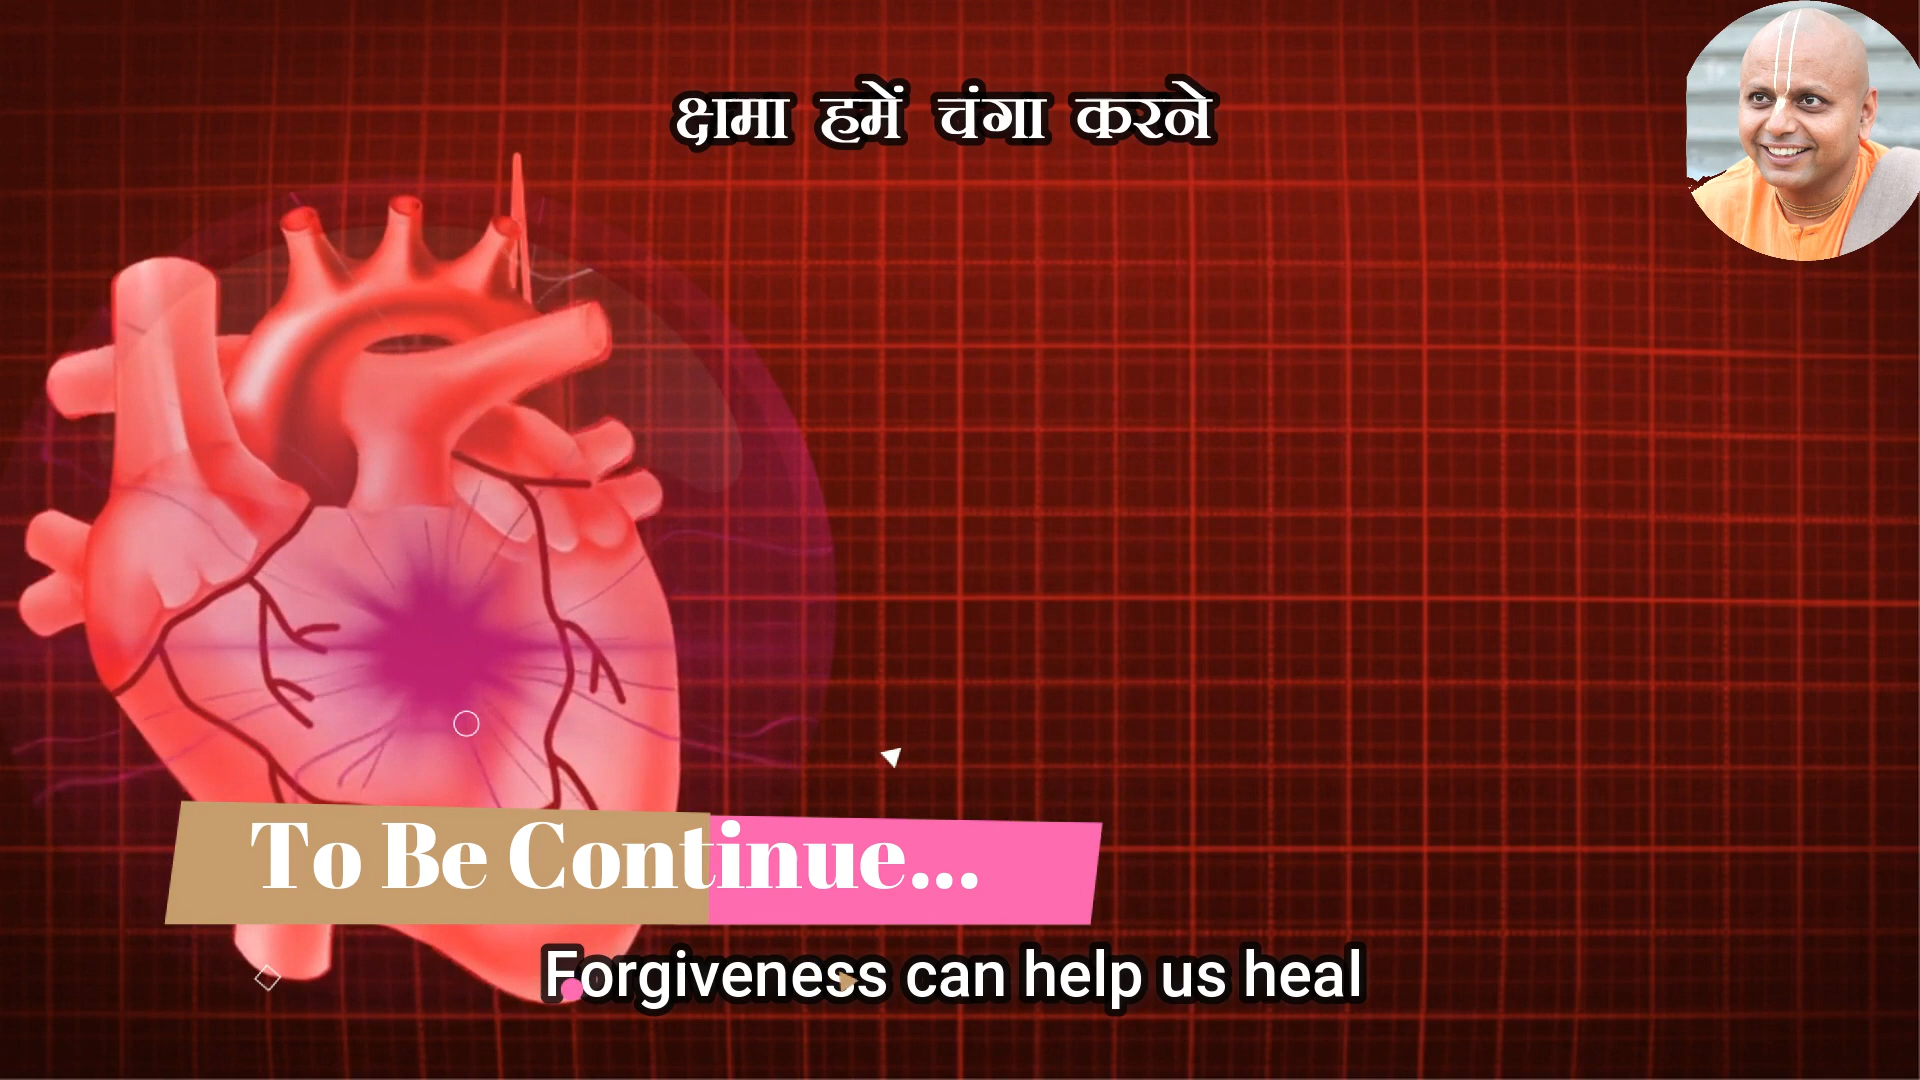 क्षमा हमें चंगा करने
To Be Continue...
Forgiveness can help us heal